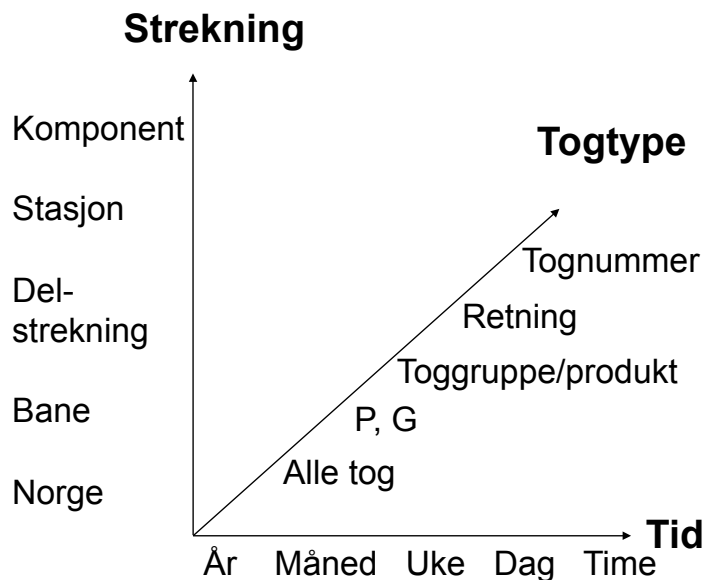 Strekning
Komponent
Togtype
Stasjon
Tognummer
Del-
strekning
Retning
Toggruppe/produkt
Bane
P, G
Alle tog
Norge
Tid
År Måned Uke Dag Time